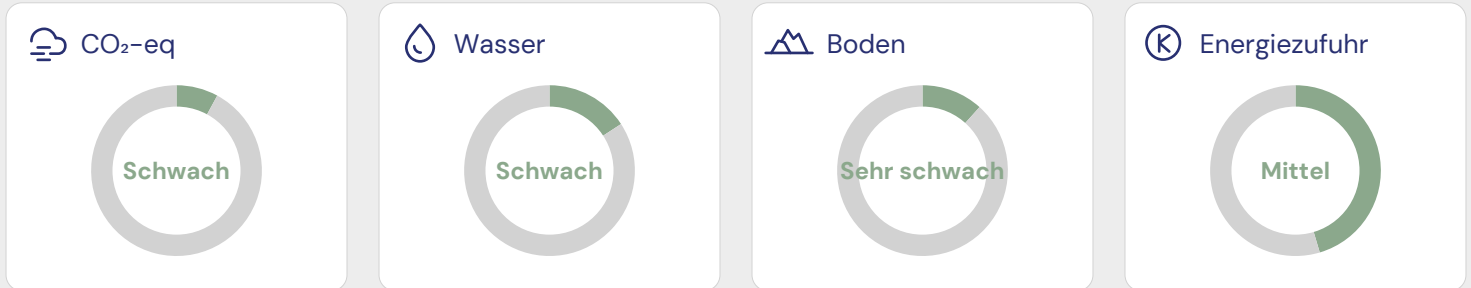 CO₂-eq
Schwach
Wasser
Schwach
Boden
Sehr schwach
Energiezufuhr
Mittel